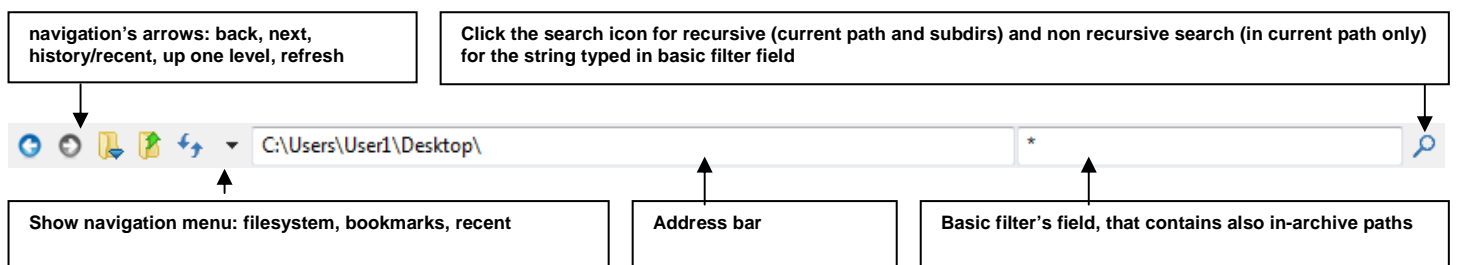 navigation's arrows: back, next,
history/recent, up one level, refresh
Click the search icon for recursive (current path and subdirs) and non recursive search (in current path only)
for the string typed in basic filter field
C:\Users\User1\Desktop\
*
Show navigation menu: filesystem, bookmarks, recent
Address bar
Basic filter's field, that contains also in-archive paths